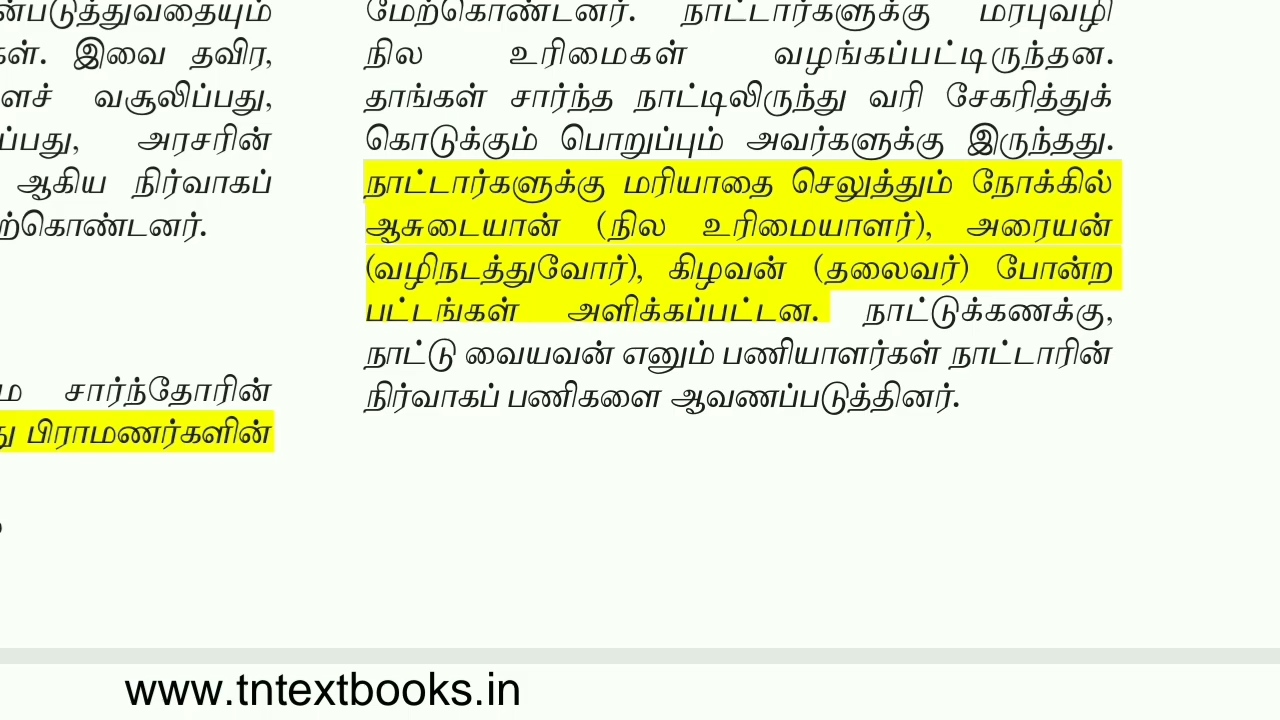 ன்படுத்துவதையும்
கள். இவை தவிர,
ளைச் வசூலிப்பது,
ப்பது, அரசரின்
ஆகிய நிர்வாகப்
ற்கொண்டனர்.
ம சார்ந்தோரின்
து பிராமணர்களின்
மேற்கொண்டனர். நாட்டார்களுக்கு மரபுவழி
நில உரிமைகள் வழங்கப்பட்டிருந்தன.
தாங்கள் சார்ந்த நாட்டிலிருந்து வரி சேகரித்துக்
கொடுக்கும் பொறுப்பும் அவர்களுக்கு இருந்தது.
நாட்டார்களுக்கு மரியாதை செலுத்தும் நோக்கில்
ஆசுடையான் (நில உரிமையாளர்), அரையன்
(வழிநடத்துவோர்), கிழவன் (தலைவர்) போன்ற
பட்டங்கள் அளிக்கப்பட்டன. நாட்டுக்கணக்கு,
நாட்டு வையவன் எனும் பணியாளர்கள் நாட்டாரின்
நிர்வாகப் பணிகளை ஆவணப்படுத்தினர்.
www.tntextbooks.in